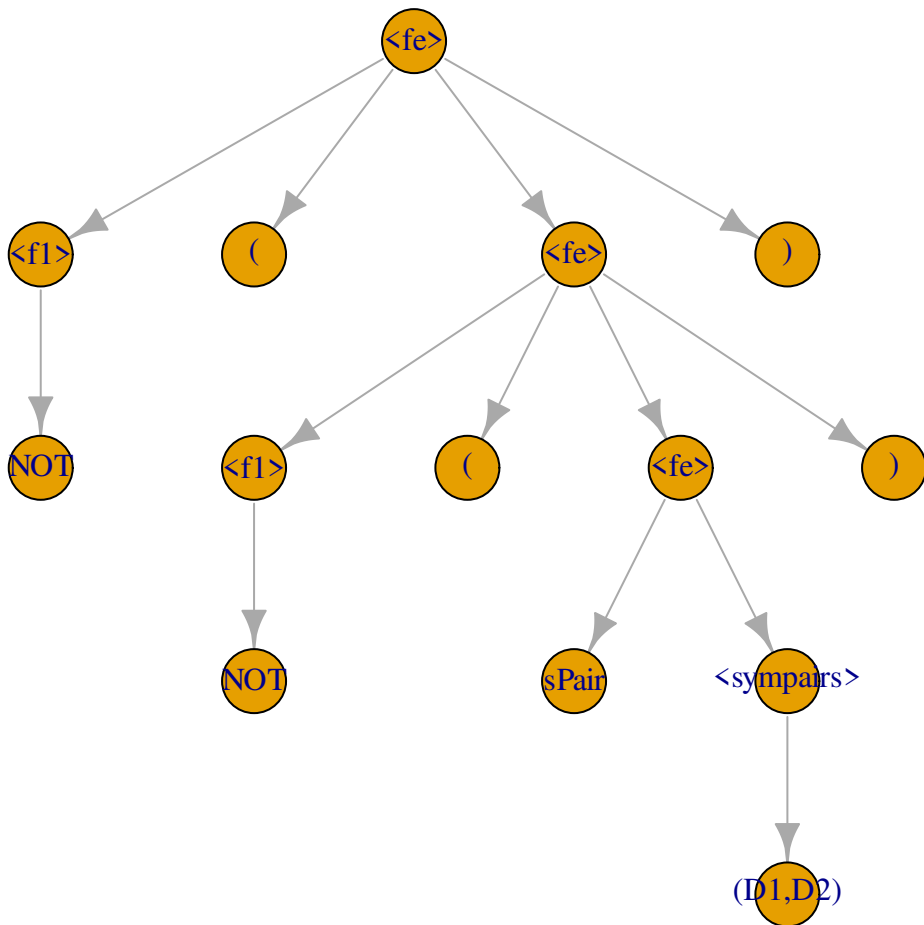 <fe>
<f1> ( <fe> )
NOT <f1> ( <fe> )
NOT sPair <sympairs>
(D1,D2)